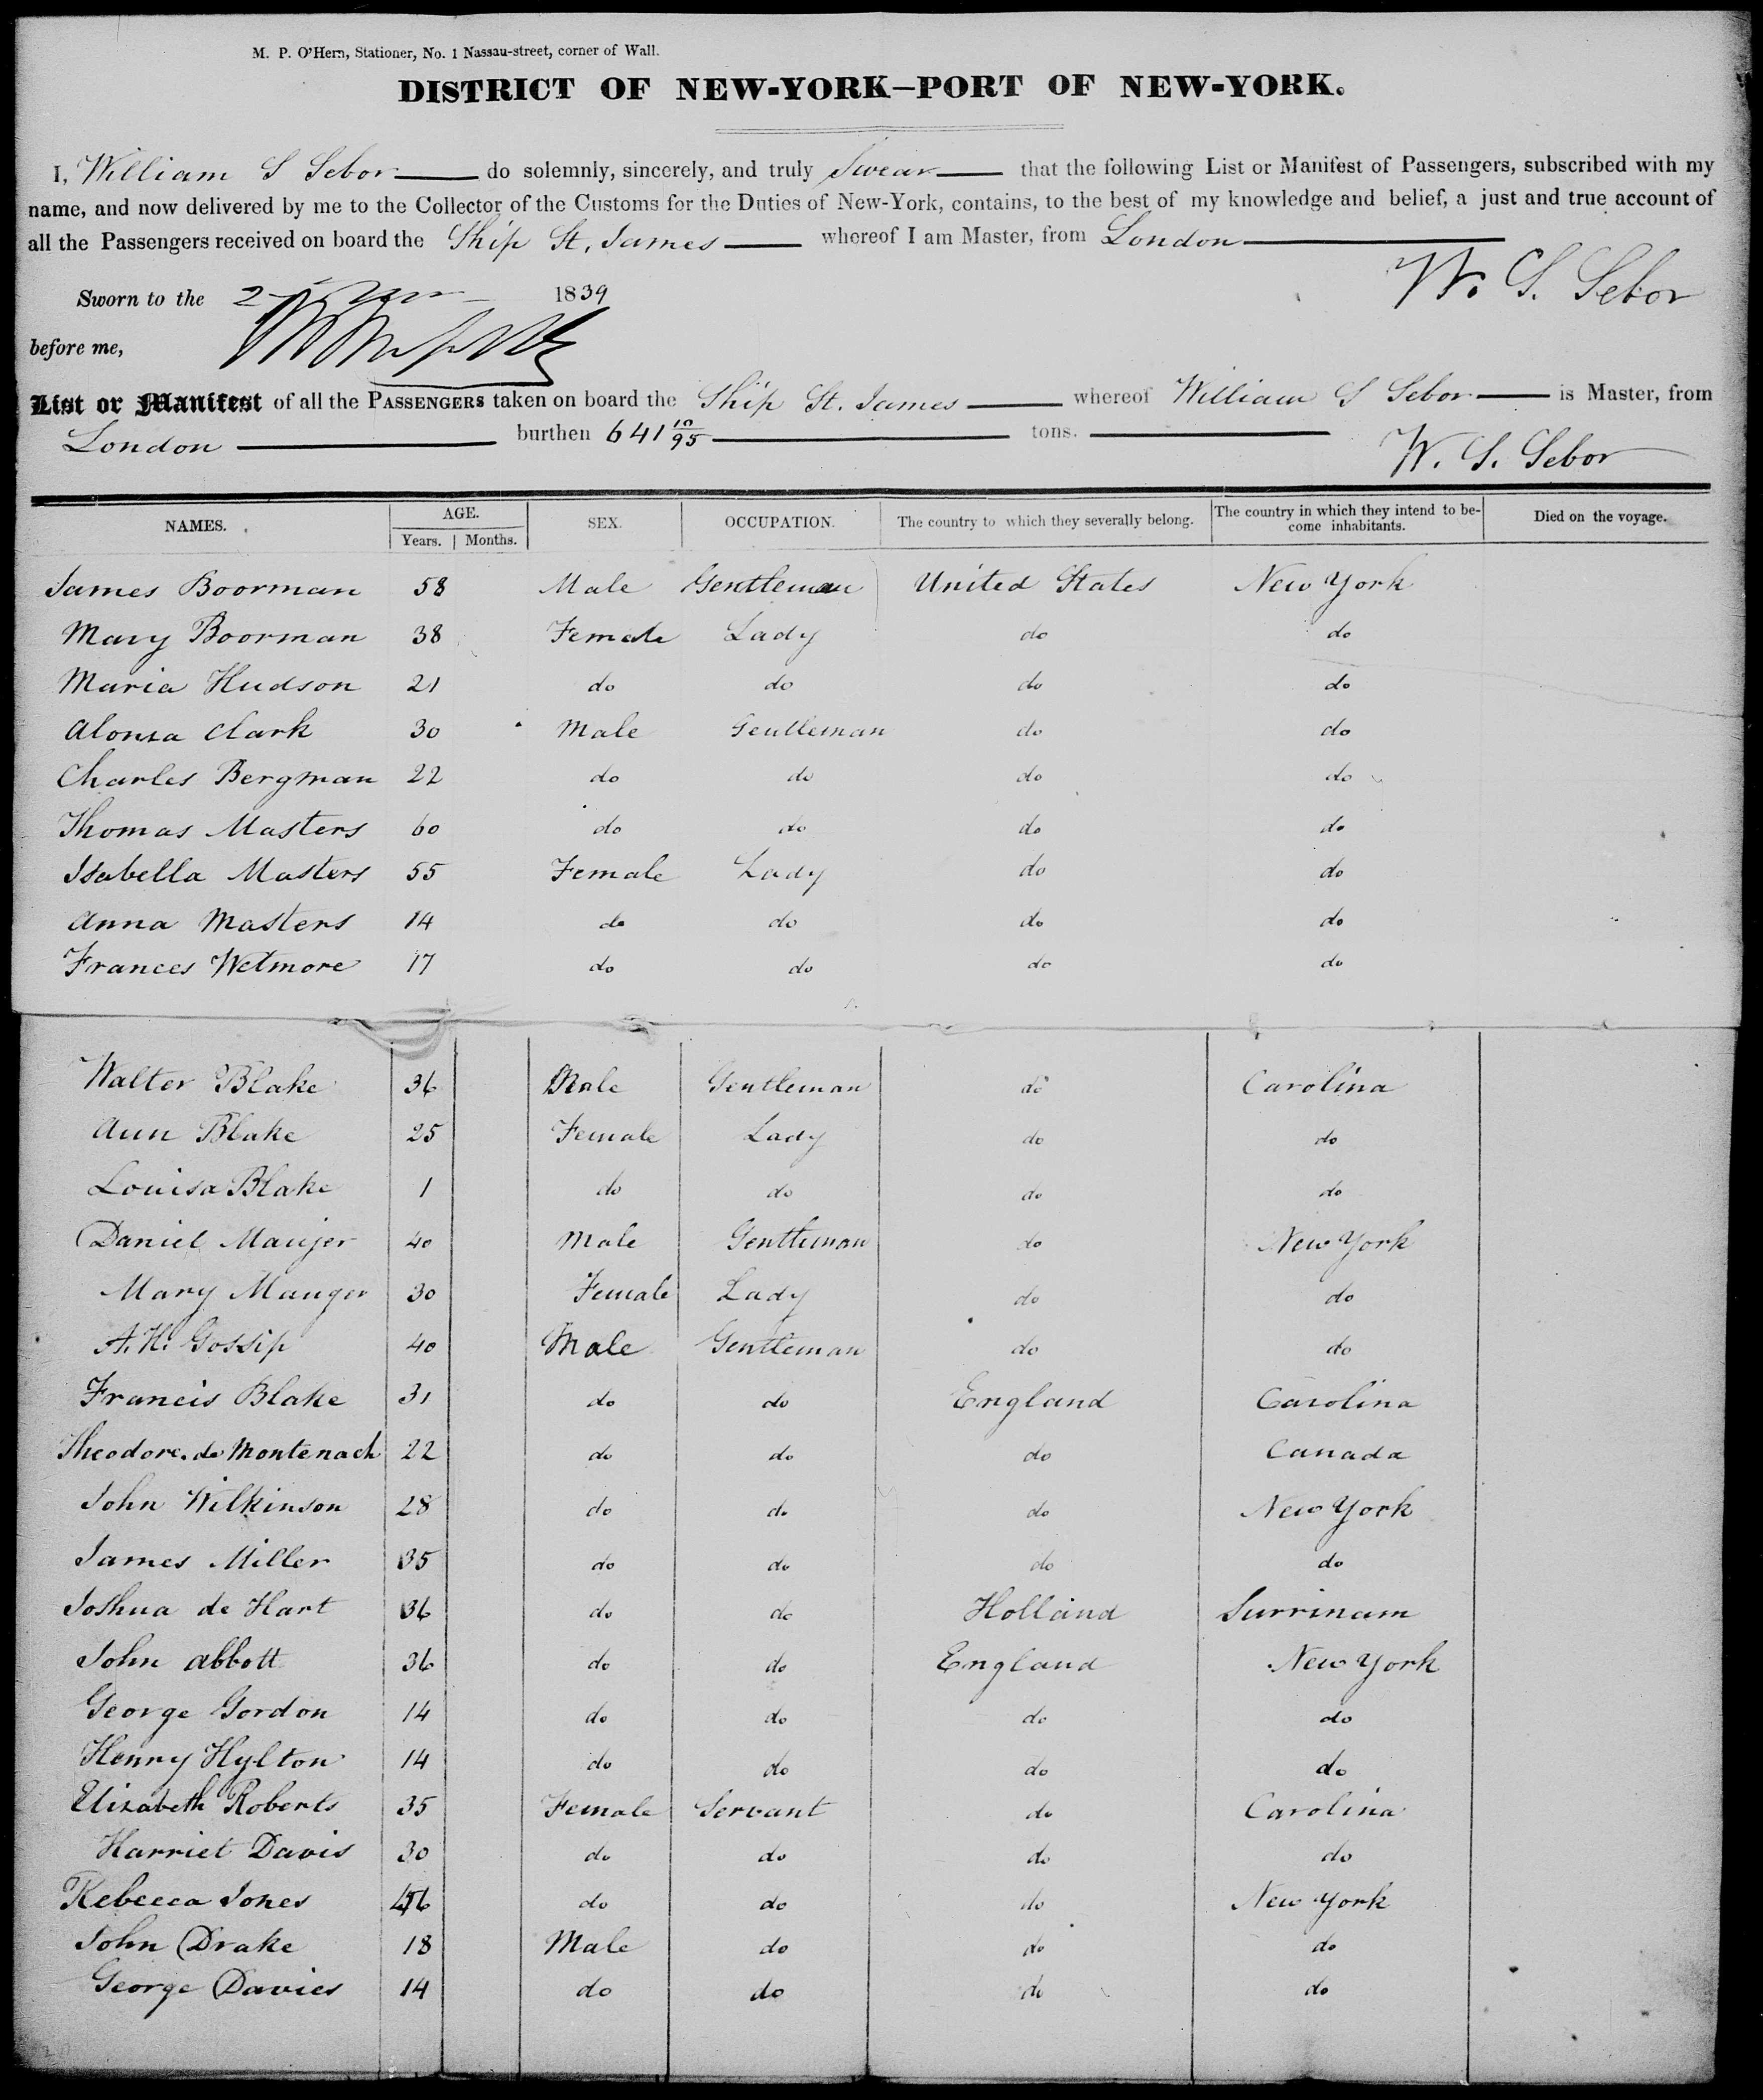 M. P. O'Hern, Stationer, No. 1 Nassau-street, corner of Wall.
DISTRICT OF NEW-YORK—PORT OF NEW-YORK.
I, William S Sebor do solemnly, sincerely, and truly Swear that the following List or Manifest of Passengers, subscribed with my
name, and now delivered by me to the Collector of the Customs for the Duties of New-York, contains, to the best of my knowledge and belief, a just and true account of
all the Passengers received on board the Ship St. James whereof I am Master, from London
W. S. Sebor
Sworn to the 1839
before me,
List or Manifest of all the PASSENGERS taken on board the Ship St. James whereof William S Sebor is Master, from
London burthen 641 10/95 tons.
W. S. Sebor
NAMES. AGE. Years. Months. SEX. OCCUPATION. The country to which they severally belong. The country in which they intend to become inhabitants. Died on the voyage.
James Boorman 58 Male Gentleman United States New York
Mary Boorman 38 Female Lady do do
Maria Hudson 21 do do do do
Alonza Clark 30 Male Gentleman do do
Charles Bergman 22 do do do do
Thomas Masters 60 do do do do
Isabella Masters 55 Female Lady do do
Anna Masters 14 do do do do
Frances Wetmore 17 do do do do
Walter Blake 36 Male Gentleman do Carolina
Ann Blake 25 Female Lady do do
Louisa Blake 1 do do do do
Daniel Maujer 40 Male Gentleman do New York
Mary Mauger 30 Female Lady do do
A. H. Gossip 40 Male Gentleman do do
Francis Blake 31 do do England Carolina
Theodore de Montenach 22 do do do Canada
John Wilkinson 28 do do do New York
James Miller 35 do do do do
Joshua de Hart 36 do do Holland Surrinam
John Abbott 36 do do England New York
George Gordon 14 do do do do
Henry Hylton 14 do do do do
Elizabeth Roberts 35 Female Servant do Carolina
Harriet Davis 30 do do do do
Rebecca Jones do do do New York
John Drake 18 Male do do do
George Davies 14 do do do do